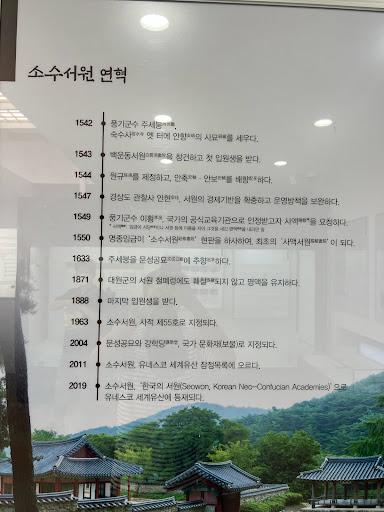 소수서원 연혁
1542 풍기군수 주세붕,
숙수사 옛 터에 안향의 사묘를 세우다.
1543 백운동서원을 창건하고 첫 입원생을 받다.
1544 원규를 제정하고, 안축 · 안보를 배향하다.
1547 경상도 관찰사 안현, 서원의 경제기반을 확충하고 운영방책을 보완하다.
1549 풍기군수 이황, 국가의 공식교육기관으로 인정받고자 사액을 요청하다.
1550 명종임금이 ‘소수서원’ 현판을 하사하여, 최초의 ‘사액서원’이 되다.
1633 주세붕을 문성공묘에 추향하다.
1871 대원군의 서원 철폐령에도 훼철되지 않고 명맥을 유지하다.
1888 마지막 입원생을 받다.
1963 소수서원, 사적 제55호로 지정되다.
2004 문성공묘와 강학당, 국가 문화재(보물)로 지정되다.
2011 소수서원, 유네스코 세계유산 잠정목록에 오르다.
2019 소수서원, ‘한국의 서원(Seowon, Korean Neo-Confucian Academies)’으로
유네스코 세계유산에 등재되다.